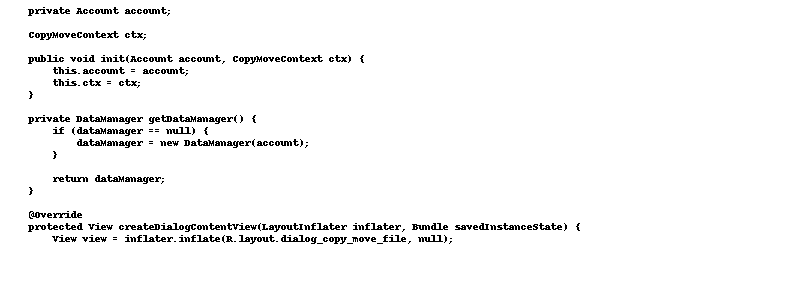 private Account account;
CopyMoveContext ctx;
public void init(Account account, CopyMoveContext ctx) {
this.account = account;
this.ctx = ctx;
}
private DataManager getDataManager() {
if (dataManager == null) {
dataManager = new DataManager(account);
}
return dataManager;
}
@Override
protected View createDialogContentView(LayoutInflater inflater, Bundle savedInstanceState) {
View view = inflater.inflate(R.layout.dialog_copy_move_file, null);